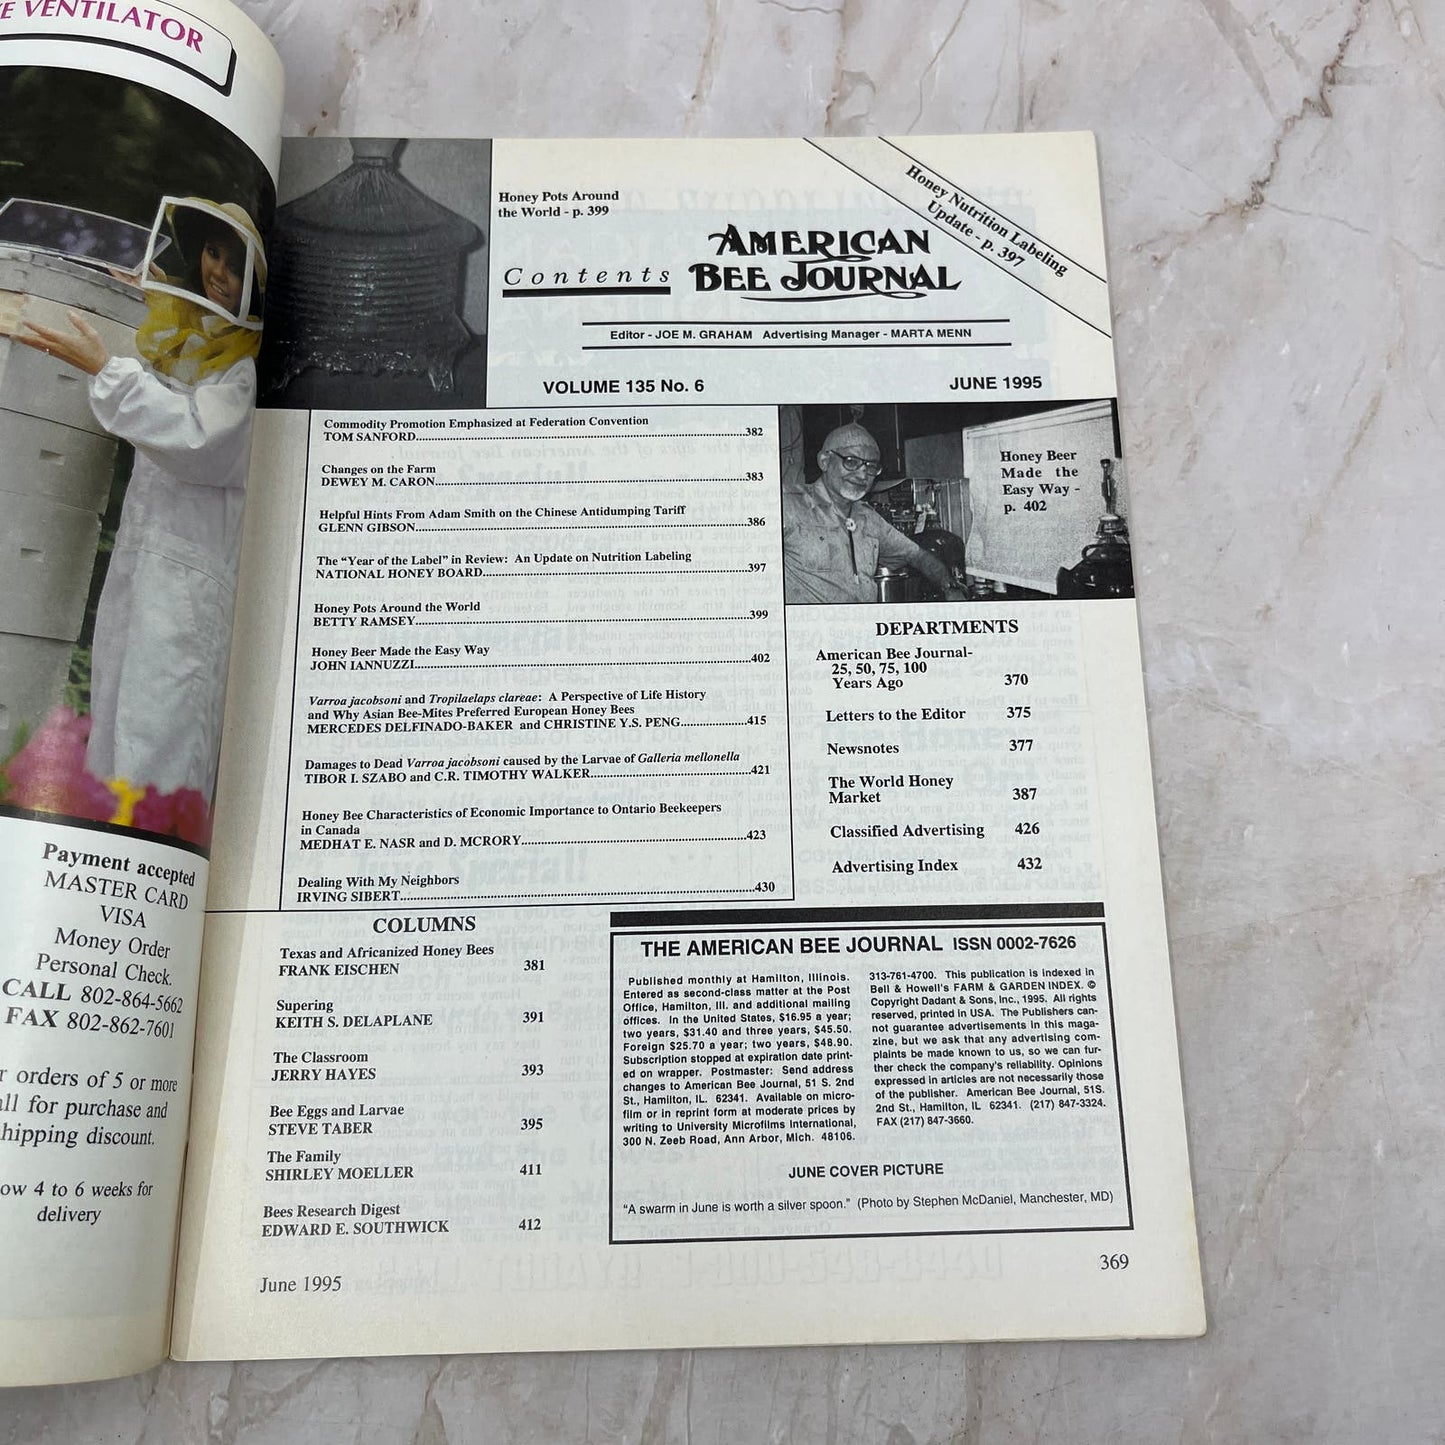 E VENTILATOR
Payment accepted
MASTER CARD
VISA
Money Order
Personal Check.
CALL 802-864-5662
FAX 802-862-7601
r orders of 5 or more
all for purchase and
hipping discount.
ow 4 to 6 weeks for
delivery
Honey Pots Around
the World - p. 399
Honey Nutrition Labeling
Update - p. 397
Contents
AMERICAN
BEE JOURNAL
Editor - JOE M. GRAHAM Advertising Manager - MARTA MENN
VOLUME 135 No. 6
JUNE 1995
Commodity Promotion Emphasized at Federation Convention
TOM SANFORD...382
Changes on the Farm
DEWEY M. CARON...383
Helpful Hints From Adam Smith on the Chinese Antidumping Tariff
GLENN GIBSON...386
The “Year of the Label” in Review: An Update on Nutrition Labeling
NATIONAL HONEY BOARD...397
Honey Pots Around the World
BETTY RAMSEY...399
Honey Beer Made the Easy Way
JOHN IANNUZZI...402
Varroa jacobsoni and Tropilaelaps clareae: A Perspective of Life History
and Why Asian Bee-Mites Preferred European Honey Bees
MERCEDES DELFINADO-BAKER and CHRISTINE Y.S. PENG...415
Damages to Dead Varroa jacobsoni caused by the Larvae of Galleria mellonella
TIBOR I. SZABO and C.R. TIMOTHY WALKER...421
Honey Bee Characteristics of Economic Importance to Ontario Beekeepers
in Canada
MEDHAT E. NASR and D. MCRORY...423
Dealing With My Neighbors
IRVING SIBERT...430
Honey Beer
Made the
Easy Way -
p. 402
DEPARTMENTS
American Bee Journal-
25, 50, 75, 100
Years Ago 370
Letters to the Editor 375
Newsnotes 377
The World Honey
Market 387
Classified Advertising 426
Advertising Index 432
COLUMNS
Texas and Africanized Honey Bees
FRANK EISCHEN 381
Supering
KEITH S. DELAPLANE 391
The Classroom
JERRY HAYES 393
Bee Eggs and Larvae
STEVE TABER 395
The Family
SHIRLEY MOELLER 411
Bees Research Digest
EDWARD E. SOUTHWICK 412
THE AMERICAN BEE JOURNAL ISSN 0002-7626
Published monthly at Hamilton, Illinois.
Entered as second-class matter at the Post
Office, Hamilton, Ill. and additional mailing
offices. In the United States, $16.95 a year;
two years, $31.40 and three years, $45.50.
Foreign $25.70 a year; two years, $48.90.
Subscription stopped at expiration date print-
ed on wrapper. Postmaster: Send address
changes to American Bee Journal, 51 S. 2nd
St., Hamilton, IL. 62341. Available on micro-
film or in reprint form at moderate prices by
writing to University Microfilms International,
300 N. Zeeb Road, Ann Arbor, Mich. 48106.
313-761-4700. This publication is indexed in
Bell & Howell's FARM & GARDEN INDEX. ©
Copyright Dadant & Sons, Inc., 1995. All rights
reserved, printed in USA. The Publishers can-
not guarantee advertisements in this maga-
zine, but we ask that any advertising com-
plaints be made known to us, so we can fur-
ther check the company's reliability. Opinions
expressed in articles are not necessarily those
of the publisher. American Bee Journal, 51S.
2nd St., Hamilton, IL 62341. (217) 847-3324.
FAX (217) 847-3660.
JUNE COVER PICTURE
“A swarm in June is worth a silver spoon.” (Photo by Stephen McDaniel, Manchester, MD)
June 1995
369